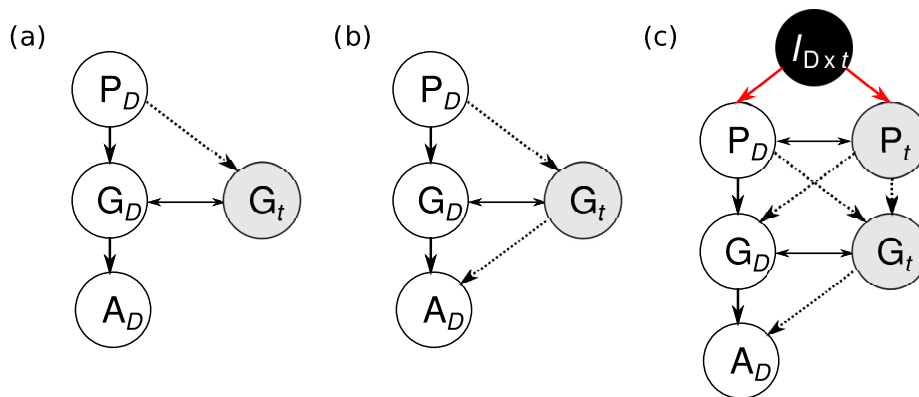 (a)
P_D
G_D
G_t
A_D
(b)
P_D
G_D
G_t
A_D
(c)
I_D x t
P_D
P_t
G_D
G_t
A_D